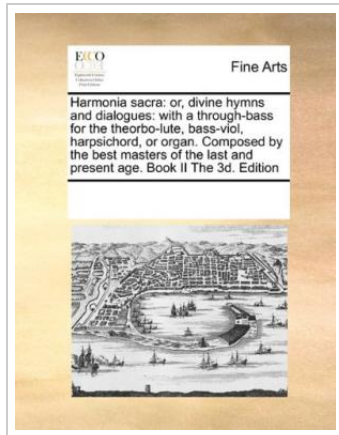 ECCO
Fine Arts
Harmonia sacra: or, divine hymns
and dialogues: with a through-bass
for the theorbo-lute, bass-viol,
harpsichord, or organ. Composed by
the best masters of the last and
present age. Book II The 3d. Edition